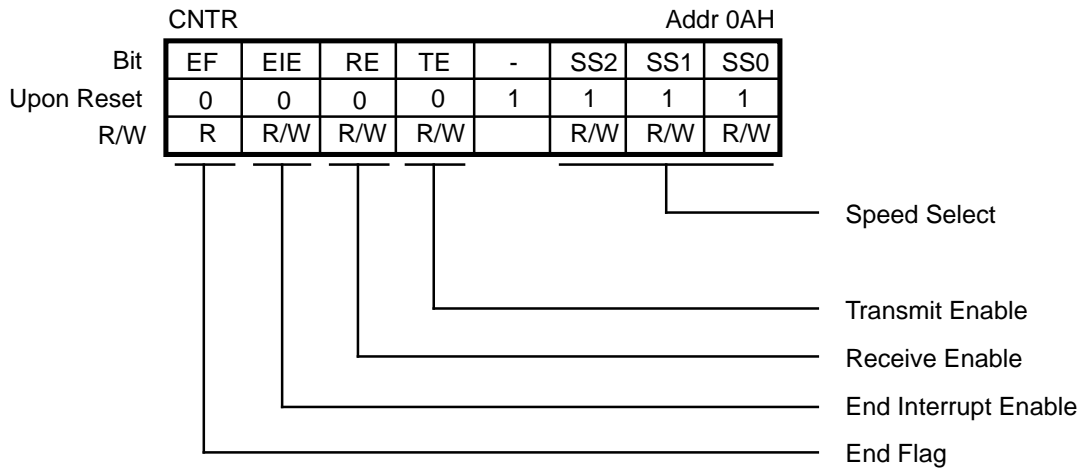 CNTR Addr 0AH
Bit EF EIE RE TE - SS2 SS1 SS0
Upon Reset 0 0 0 0 1 1 1 1
R/W R R/W R/W R/W R/W R/W R/W
Speed Select
Transmit Enable
Receive Enable
End Interrupt Enable
End Flag